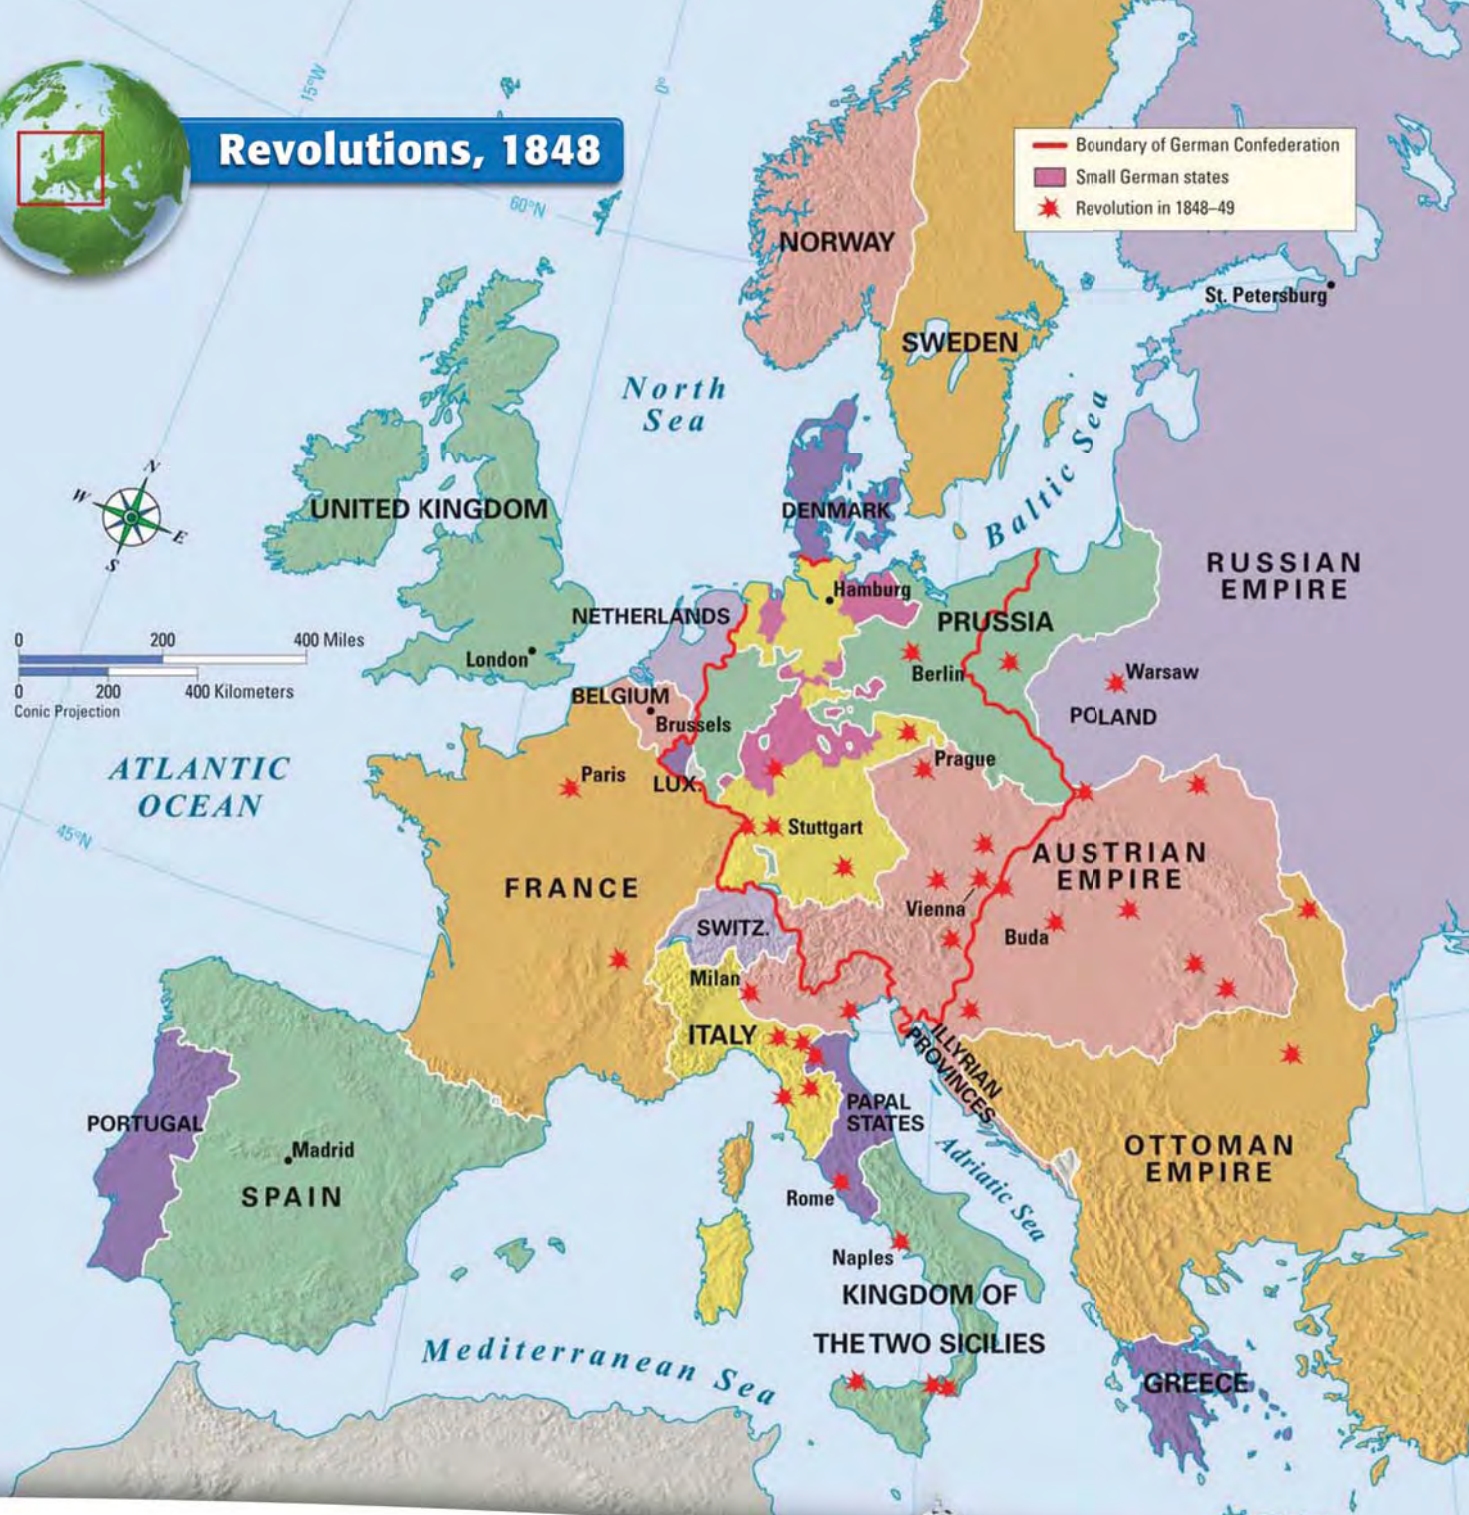 Revolutions, 1848
15°W
0°
60°N
45°N
Boundary of German Confederation
Small German states
Revolution in 1848–49
NORWAY
SWEDEN
St. Petersburg
North
Sea
Baltic Sea
N
W
E
S
UNITED KINGDOM
DENMARK
RUSSIAN
EMPIRE
Hamburg
NETHERLANDS
PRUSSIA
0 200 400 Miles
0 200 400 Kilometers
Conic Projection
London
Berlin
Warsaw
BELGIUM
POLAND
Brussels
ATLANTIC
OCEAN
Paris
LUX.
Prague
Stuttgart
AUSTRIAN
EMPIRE
FRANCE
Vienna
SWITZ.
Buda
Milan
ITALY
ILLYRIAN
PROVINCES
PORTUGAL
PAPAL
STATES
Madrid
Adriatic Sea
OTTOMAN
EMPIRE
SPAIN
Rome
Naples
KINGDOM OF
THE TWO SICILIES
Mediterranean Sea
GREECE